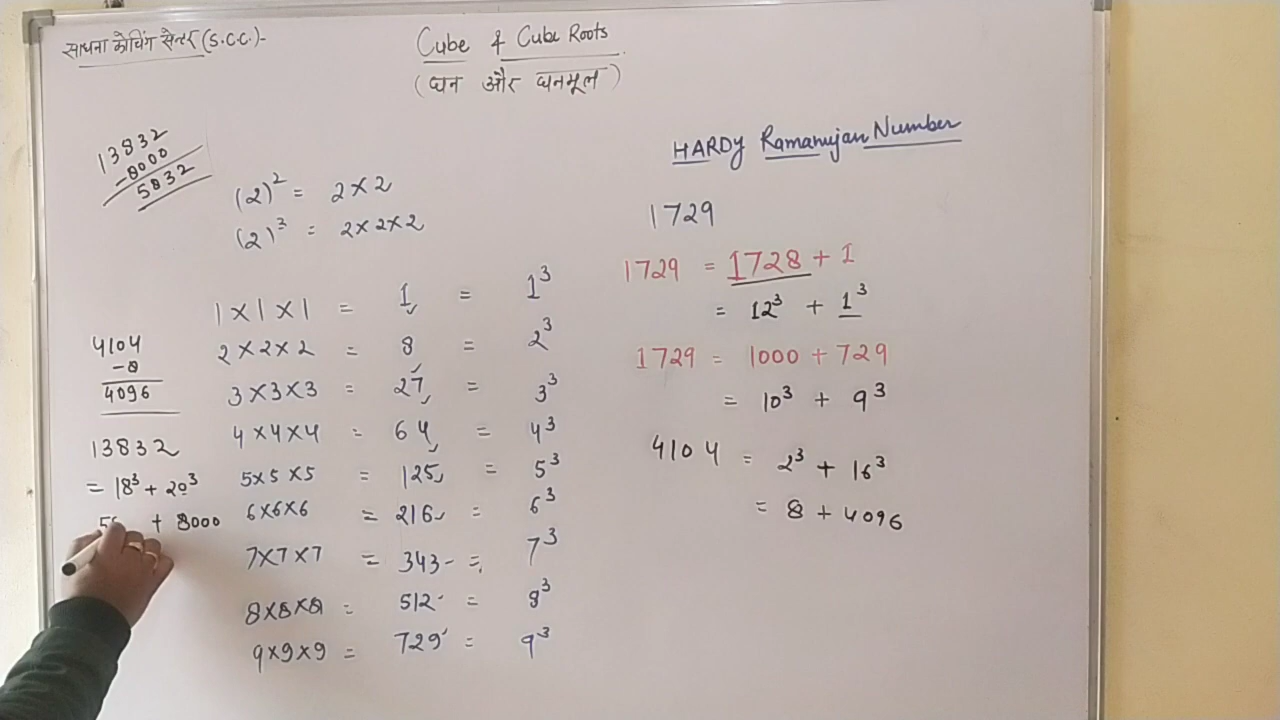 साधना कोचिंग सेन्टर (S.C.C.)-
Cube & Cube Roots
(घन और घनमूल)
13832
-8000
5832
(2)² = 2×2
(2)³ = 2×2×2
1×1×1 = 1 = 1³
2×2×2 = 8 = 2³
3×3×3 = 27 = 3³
4×4×4 = 64 = 4³
5×5×5 = 125 = 5³
6×6×6 = 216 = 6³
7×7×7 = 343 = 7³
8×8×8 = 512 = 8³
9×9×9 = 729 = 9³
4104
-8
4096
13832
= 18³ + 20³
+ 8000
HARDY Ramanujan Number
1729
1729 = 1728 + 1
= 12³ + 1³
1729 = 1000 + 729
= 10³ + 9³
4104 = 2³ + 16³
= 8 + 4096